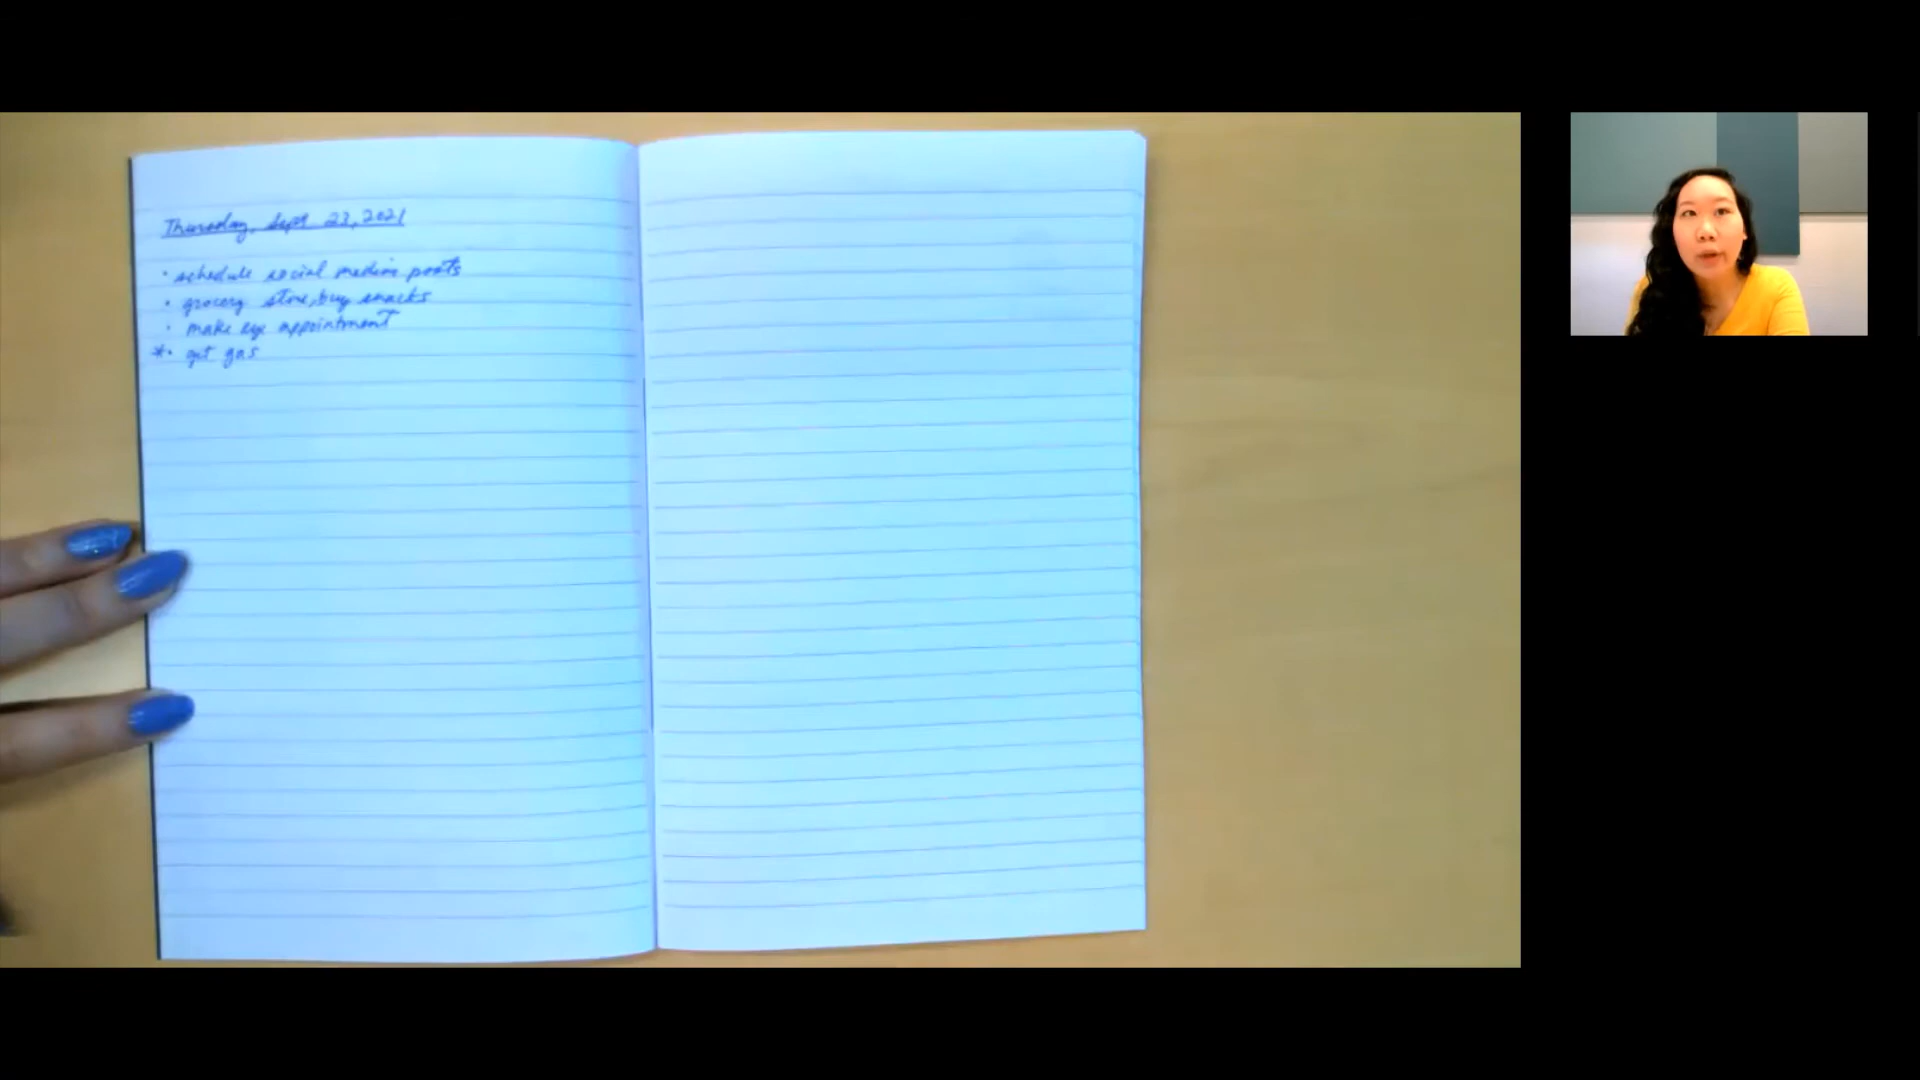 Thursday, Sept 23, 2021
• schedule social media posts
• grocery store, buy snacks
• make eye appointment
*• get gas